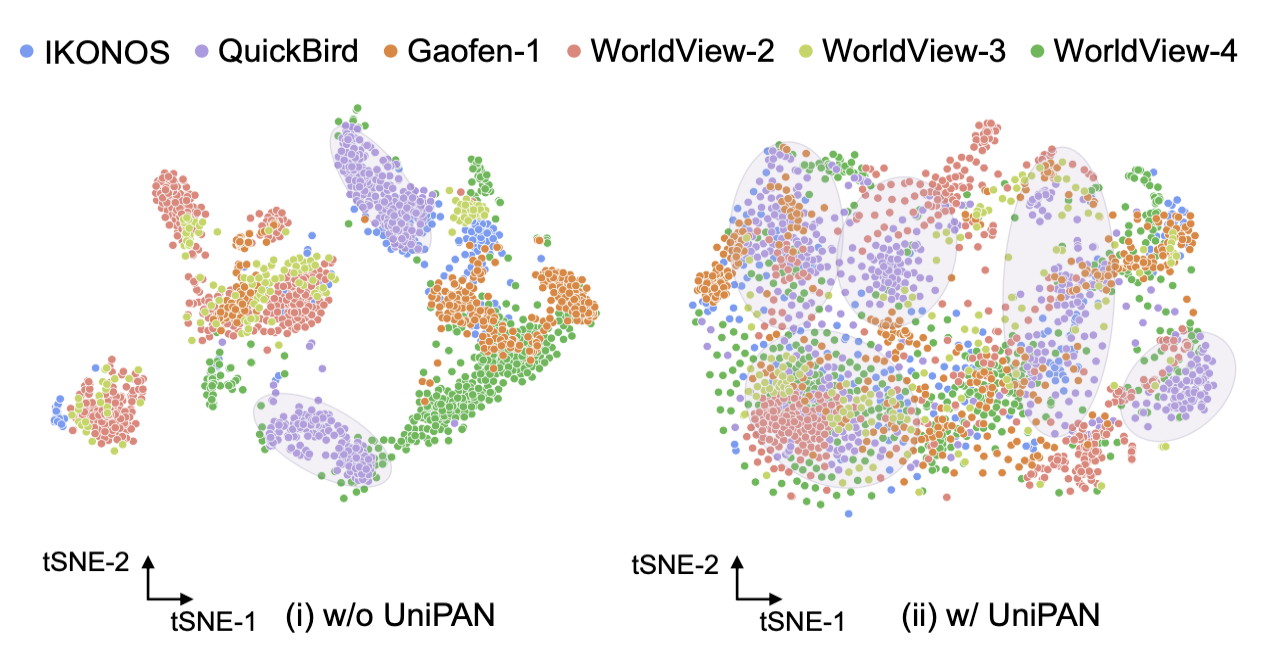 IKONOS QuickBird Gaofen-1 WorldView-2 WorldView-3 WorldView-4
tSNE-2
tSNE-1 (i) w/o UniPAN
tSNE-2
tSNE-1 (ii) w/ UniPAN